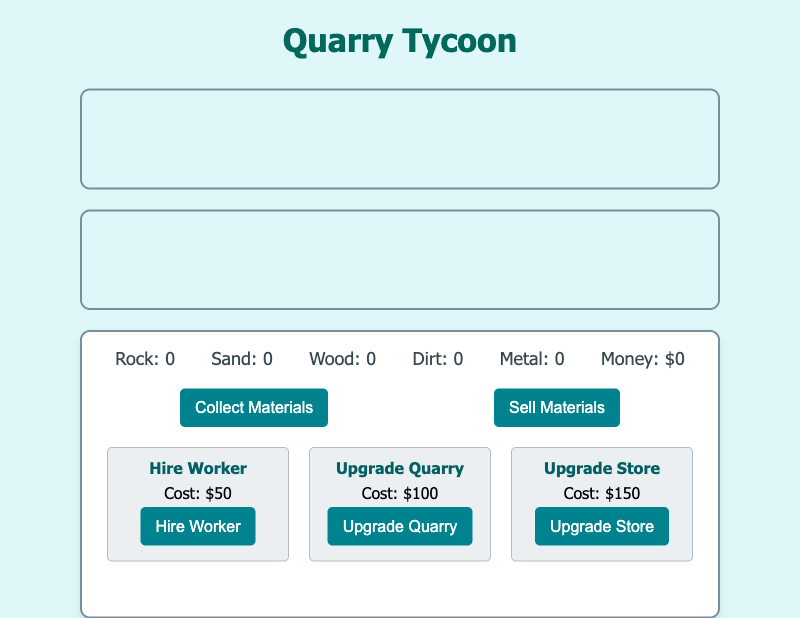 Quarry Tycoon
Rock: 0 Sand: 0 Wood: 0 Dirt: 0 Metal: 0 Money: $0
Collect Materials Sell Materials
Hire Worker
Cost: $50
Hire Worker
Upgrade Quarry
Cost: $100
Upgrade Quarry
Upgrade Store
Cost: $150
Upgrade Store